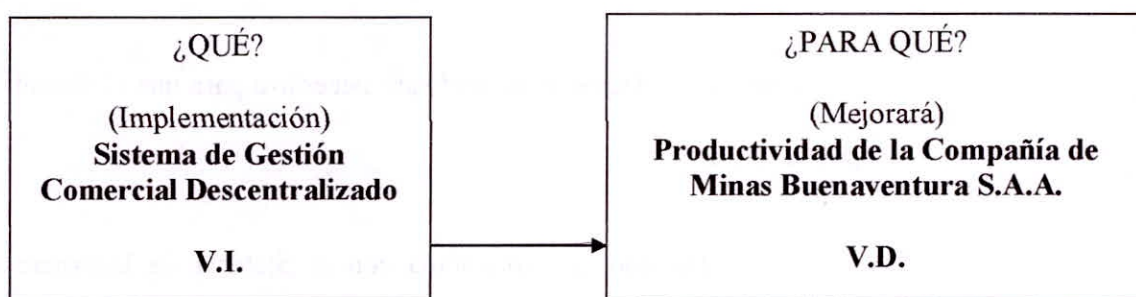 ¿QUÉ?
(Implementación)
Sistema de Gestión
Comercial Descentralizado
V.I.
¿PARA QUÉ?
(Mejorará)
Productividad de la Compañía de
Minas Buenaventura S.A.A.
V.D.